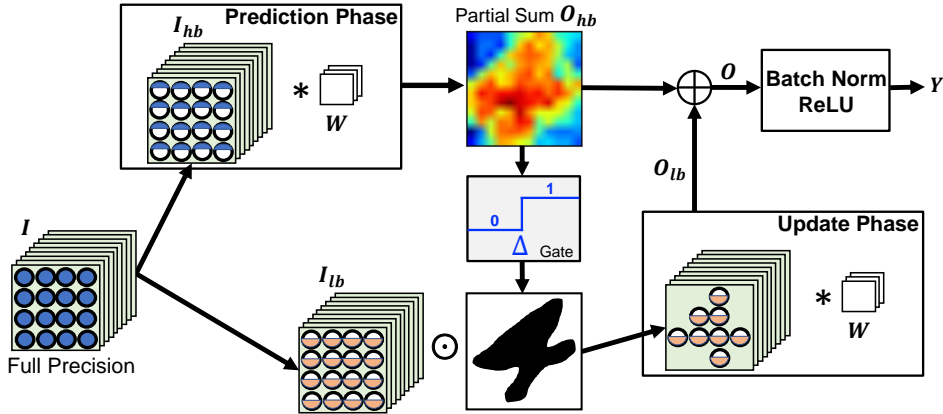 Prediction Phase
I_hb
* W
Partial Sum O_hb
O
Batch Norm
ReLU
Y
0
1
Δ
Gate
O_lb
Update Phase
* W
I
Full Precision
I_lb